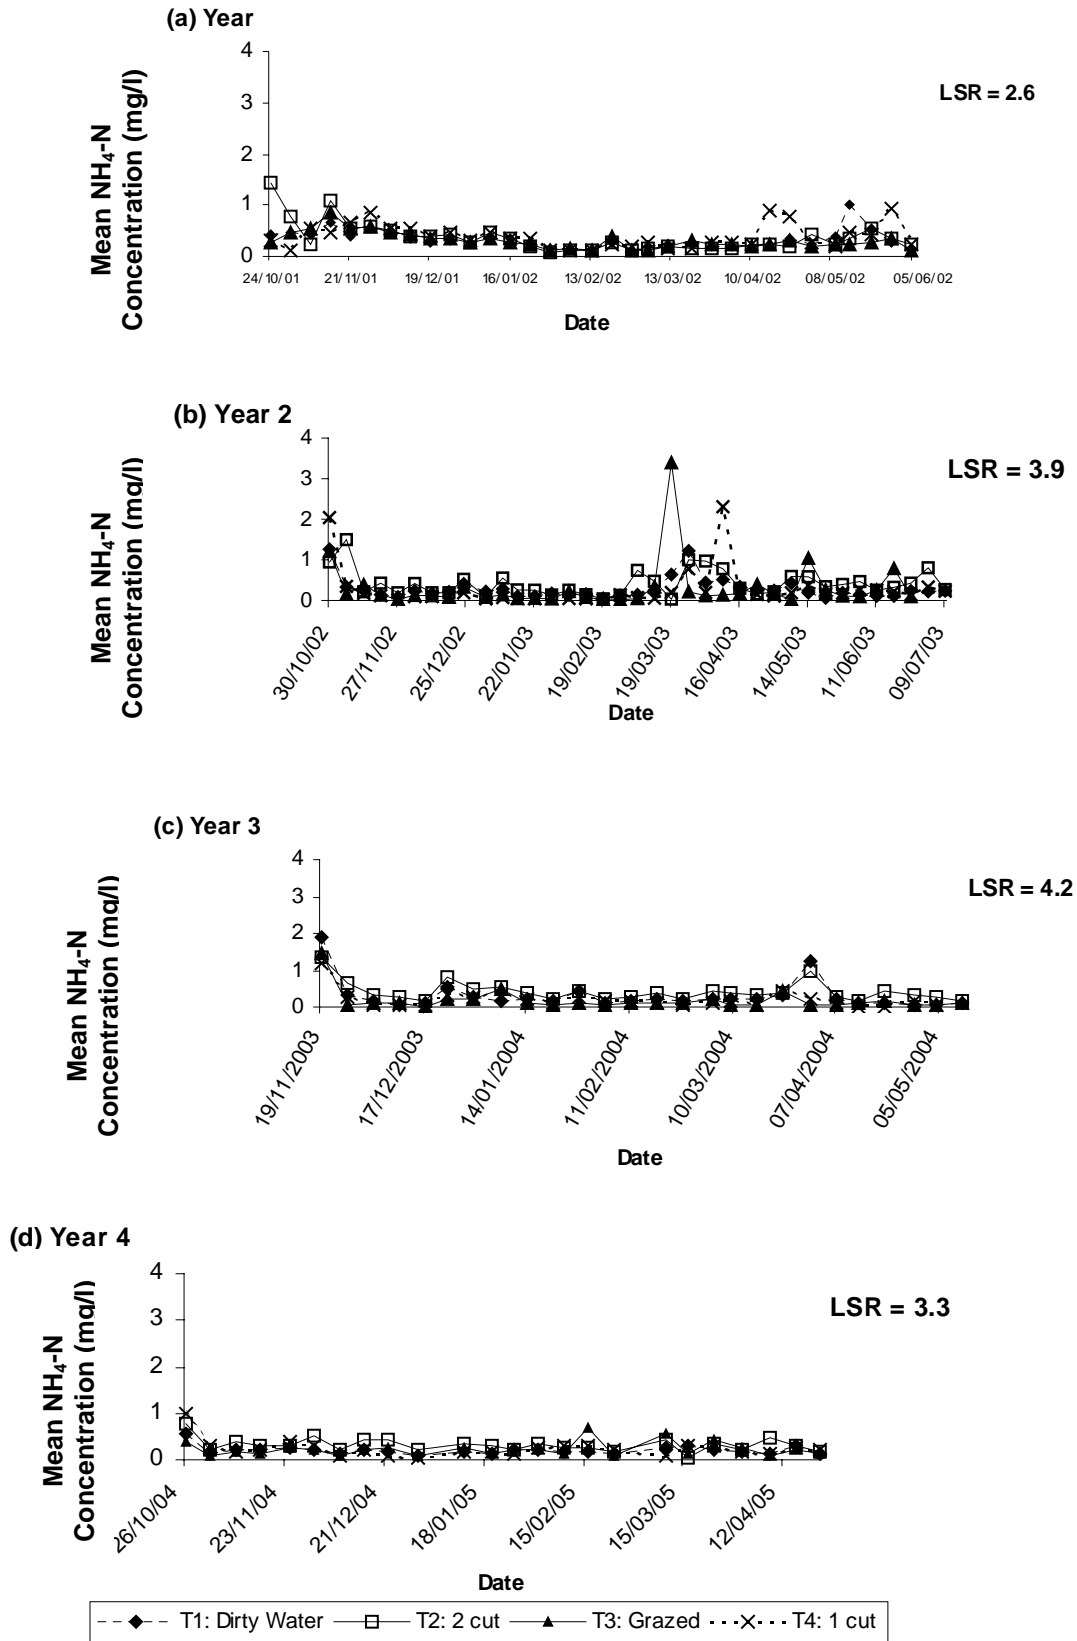 (a) Year
Mean NH₄-N
Concentration (mg/l)
4
3
2
1
0
LSR = 2.6
24/10/01 21/11/01 19/12/01 16/01/02 13/02/02 13/03/02 10/04/02 08/05/02 05/06/02
Date
(b) Year 2
Mean NH₄-N
Concentration (mg/l)
4
3
2
1
0
LSR = 3.9
30/10/02 27/11/02 25/12/02 22/01/03 19/02/03 19/03/03 16/04/03 14/05/03 11/06/03 09/07/03
Date
(c) Year 3
Mean NH₄-N
Concentration (mg/l)
4
3
2
1
0
LSR = 4.2
19/11/2003 17/12/2003 14/01/2004 11/02/2004 10/03/2004 07/04/2004 05/05/2004
Date
(d) Year 4
Mean NH₄-N
Concentration (mg/l)
4
3
2
1
0
LSR = 3.3
26/10/04 23/11/04 21/12/04 18/01/05 15/02/05 15/03/05 12/04/05
Date
T1: Dirty Water T2: 2 cut T3: Grazed T4: 1 cut